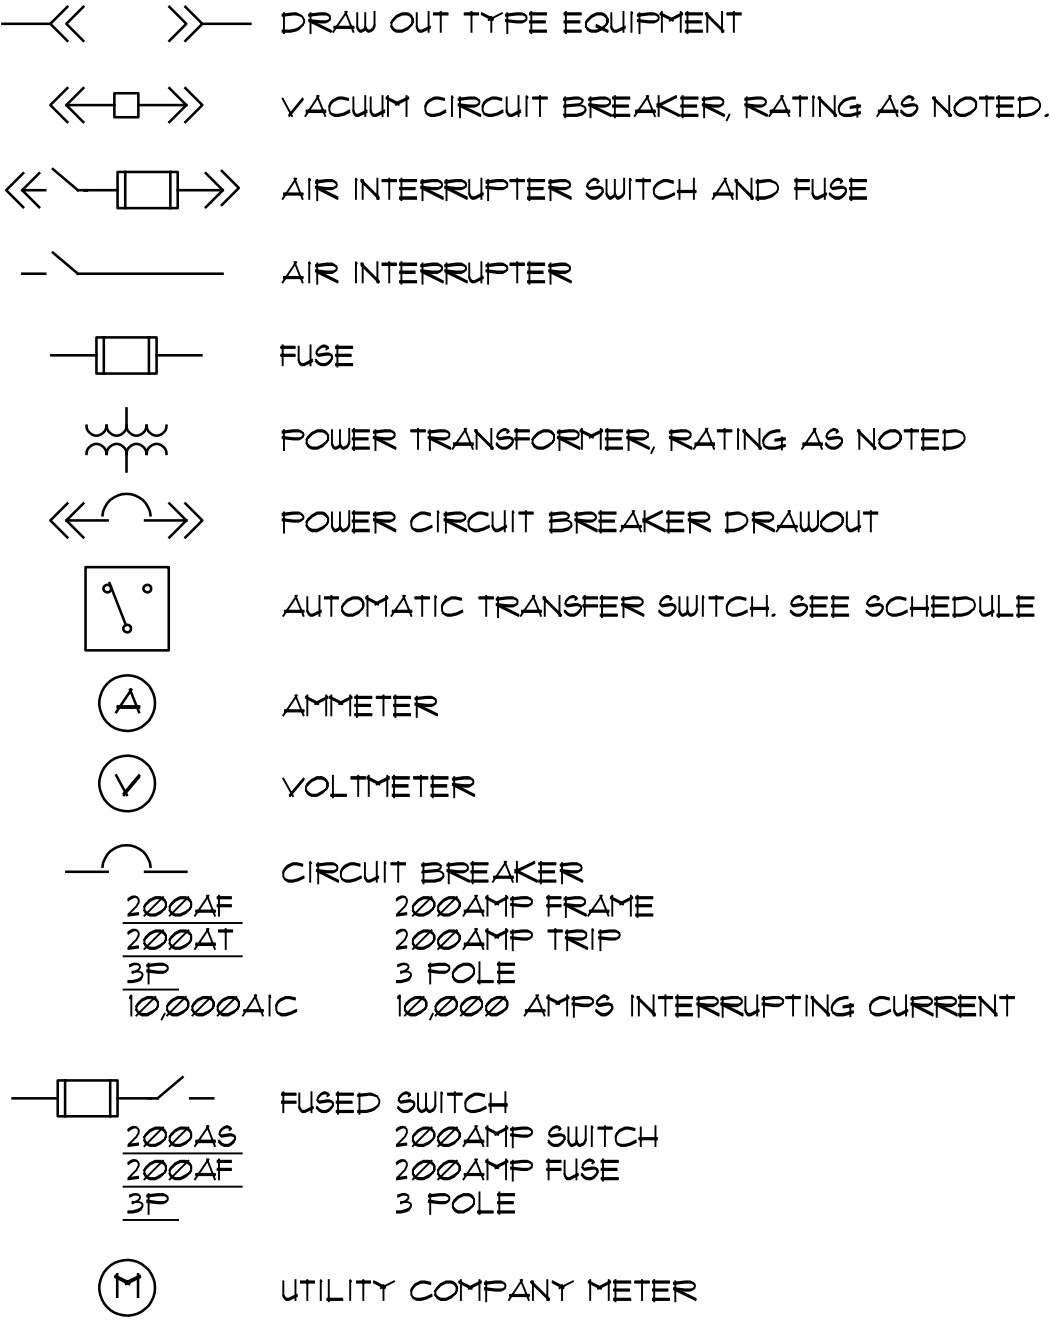 DRAW OUT TYPE EQUIPMENT
VACUUM CIRCUIT BREAKER, RATING AS NOTED.
AIR INTERRUPTER SWITCH AND FUSE
AIR INTERRUPTER
FUSE
POWER TRANSFORMER, RATING AS NOTED
POWER CIRCUIT BREAKER DRAWOUT
AUTOMATIC TRANSFER SWITCH. SEE SCHEDULE
A AMMETER
V VOLTMETER
CIRCUIT BREAKER
200AF 200AMP FRAME
200AT 200AMP TRIP
3P 3 POLE
10,000AIC 10,000 AMPS INTERRUPTING CURRENT
FUSED SWITCH
200AS 200AMP SWITCH
200AF 200AMP FUSE
3P 3 POLE
M UTILITY COMPANY METER